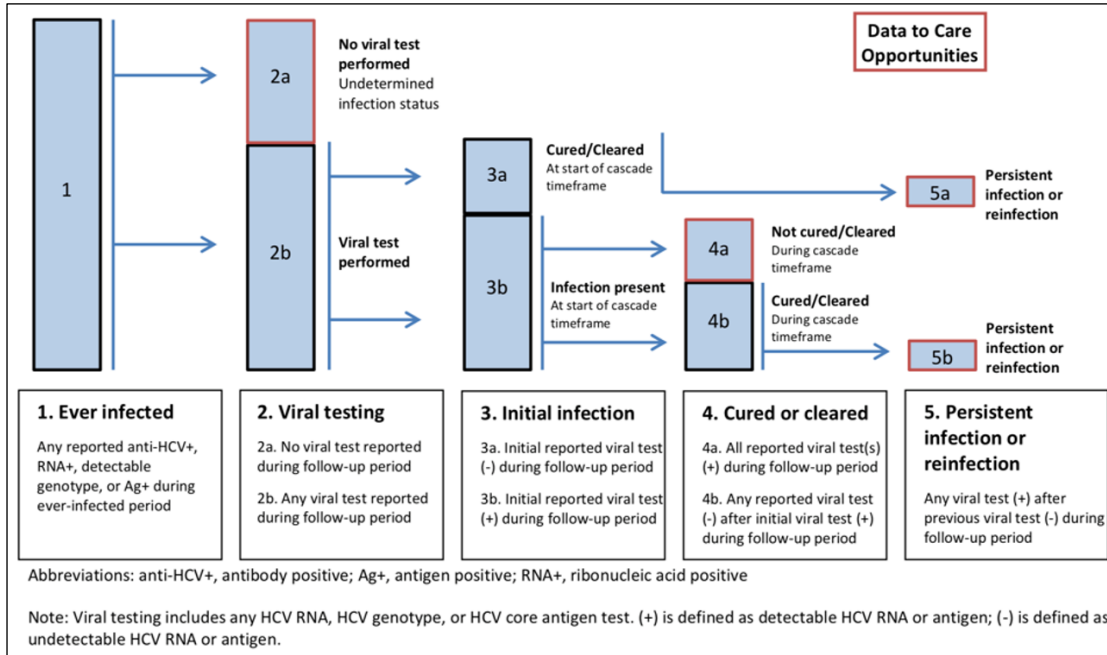 Data to Care
Opportunities
1
2a
No viral test
performed
Undetermined
infection status
2b
Viral test
performed
3a
Cured/Cleared
At start of cascade
timeframe
3b
Infection present
At start of cascade
timeframe
4a
Not cured/Cleared
During cascade
timeframe
4b
Cured/Cleared
During cascade
timeframe
5a
Persistent
infection or
reinfection
5b
Persistent
infection or
reinfection
1. Ever infected
Any reported anti-HCV+,
RNA+, detectable
genotype, or Ag+ during
ever-infected period
2. Viral testing
2a. No viral test reported
during follow-up period
2b. Any viral test reported
during follow-up period
3. Initial infection
3a. Initial reported viral test
(-) during follow-up period
3b. Initial reported viral test
(+) during follow-up period
4. Cured or cleared
4a. All reported viral test(s)
(+) during follow-up period
4b. Any reported viral test
(-) after initial viral test (+)
during follow-up period
5. Persistent
infection or
reinfection
Any viral test (+) after
previous viral test (-) during
follow-up period
Abbreviations: anti-HCV+, antibody positive; Ag+, antigen positive; RNA+, ribonucleic acid positive
Note: Viral testing includes any HCV RNA, HCV genotype, or HCV core antigen test. (+) is defined as detectable HCV RNA or antigen; (-) is defined as
undetectable HCV RNA or antigen.